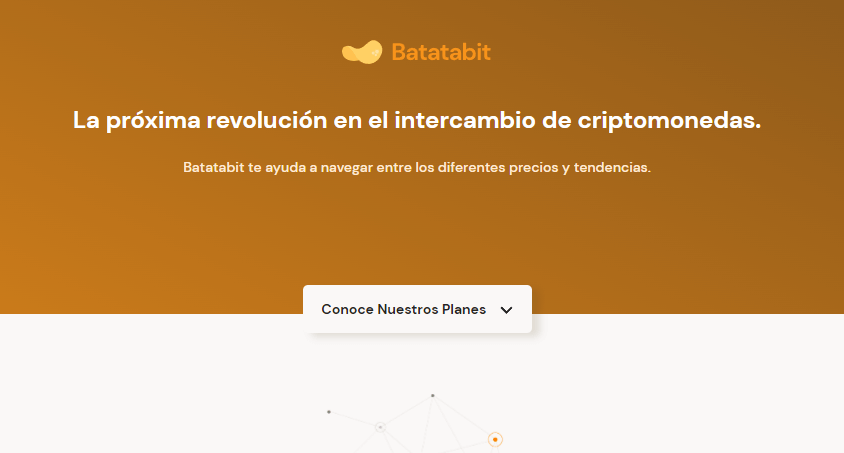 Batatabit
La próxima revolución en el intercambio de criptomonedas.
Batatabit te ayuda a navegar entre los diferentes precios y tendencias.
Conoce Nuestros Planes